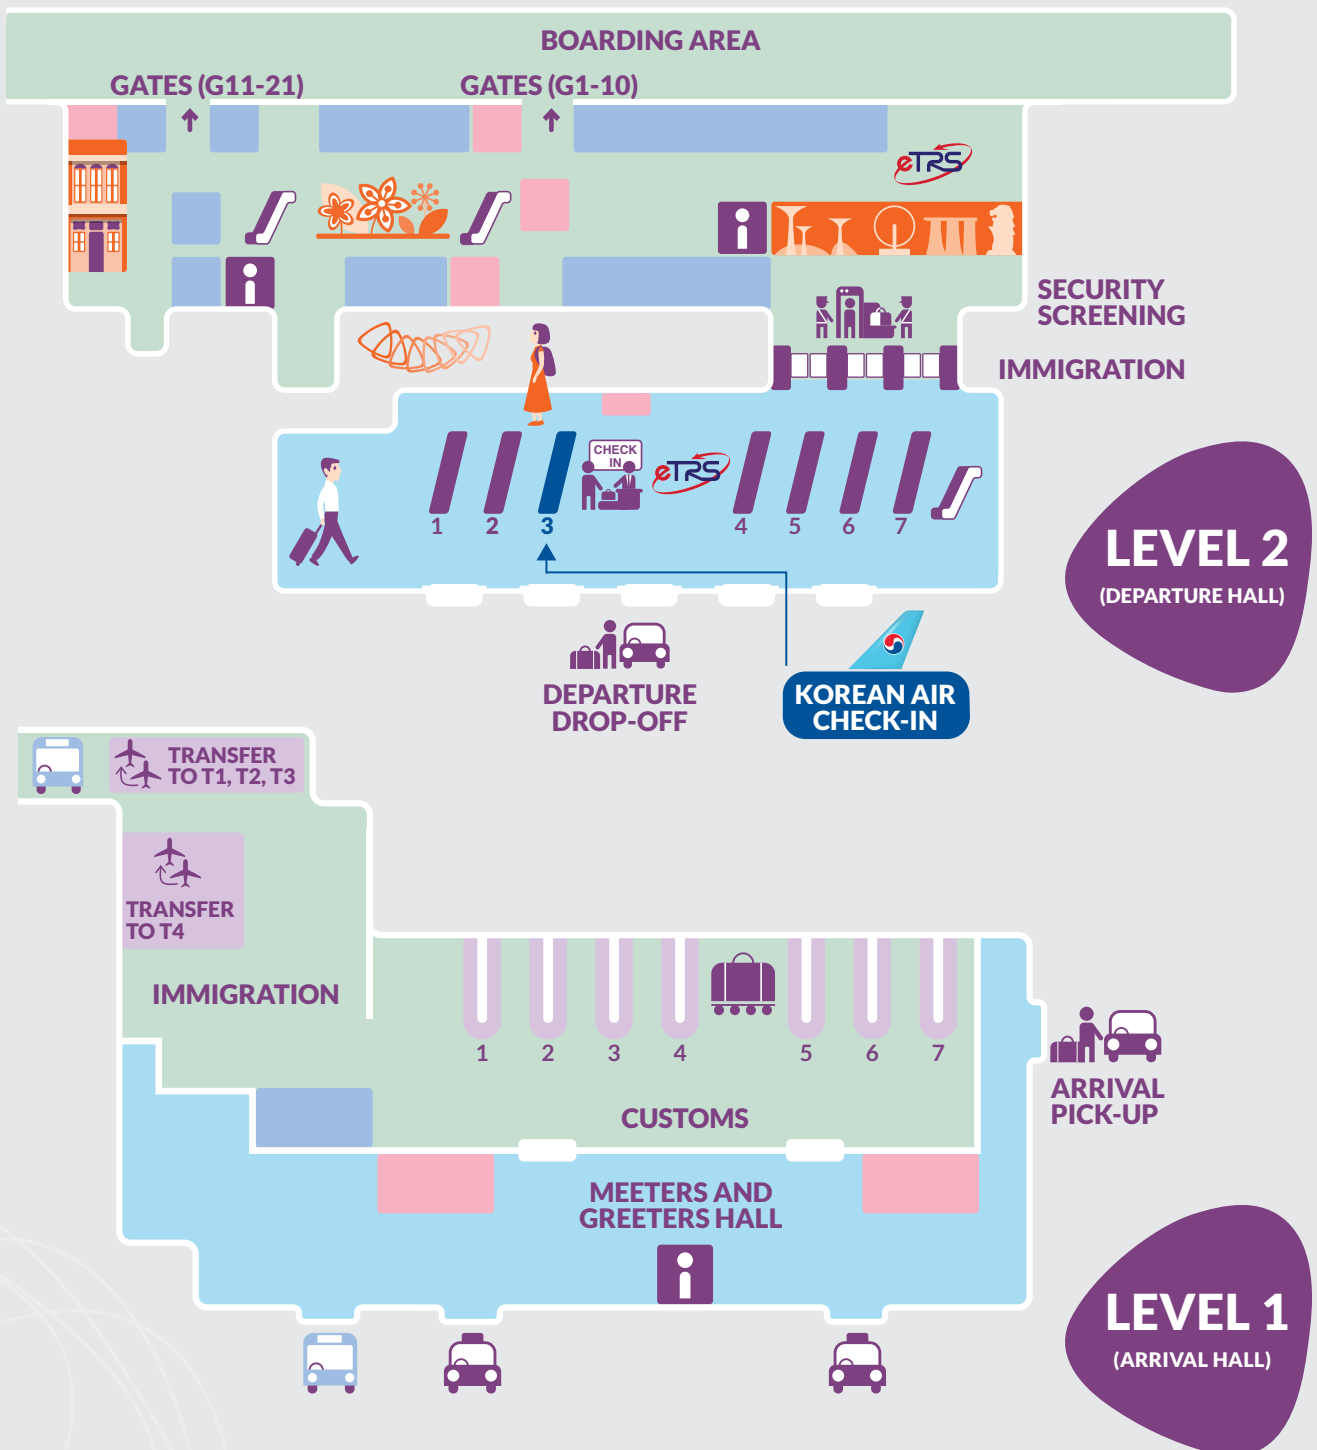 BOARDING AREA
GATES (G11-21)
GATES (G1-10)
eTRS
SECURITY
SCREENING
IMMIGRATION
CHECK
IN
eTRS
1
2
3
4
5
6
7
LEVEL 2
(DEPARTURE HALL)
DEPARTURE
DROP-OFF
KOREAN AIR
CHECK-IN
TRANSFER
TO T1, T2, T3
TRANSFER
TO T4
IMMIGRATION
1
2
3
4
5
6
7
CUSTOMS
ARRIVAL
PICK-UP
MEETERS AND
GREETERS HALL
LEVEL 1
(ARRIVAL HALL)